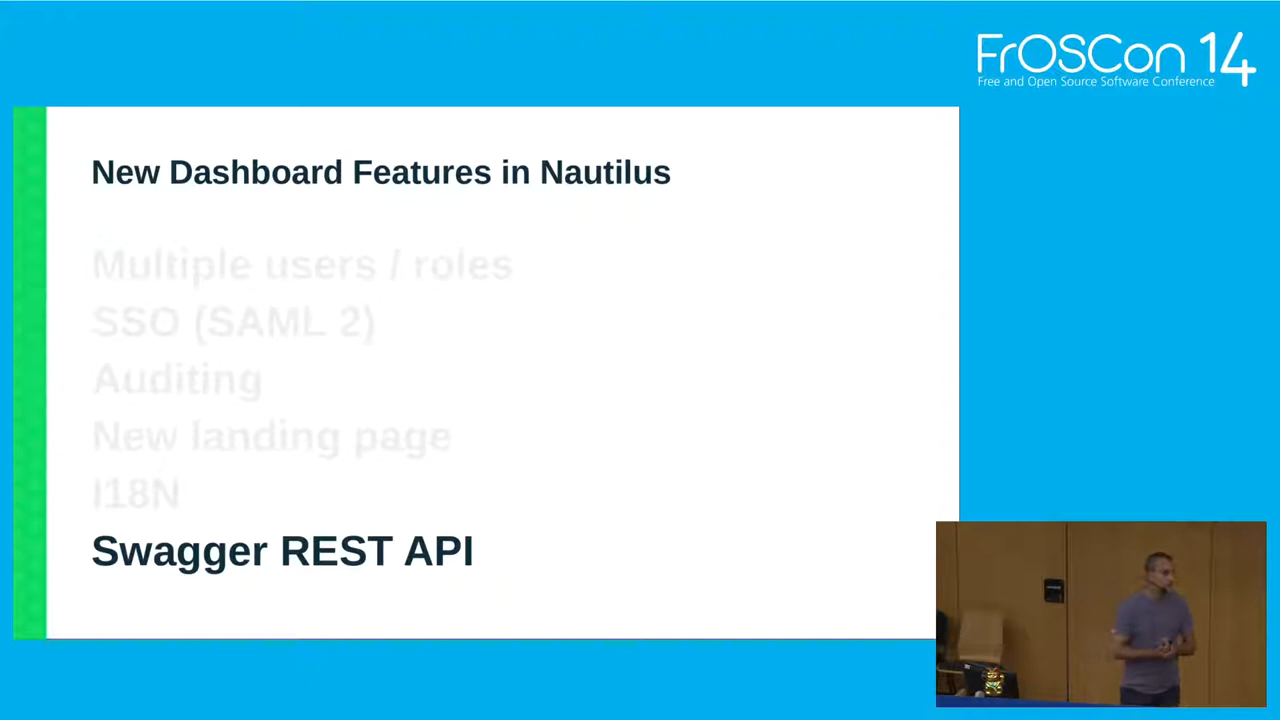 FrOSCon 14
Free and Open Source Software Conference
New Dashboard Features in Nautilus
Multiple users / roles
SSO (SAML 2)
Auditing
New landing page
I18N
Swagger REST API